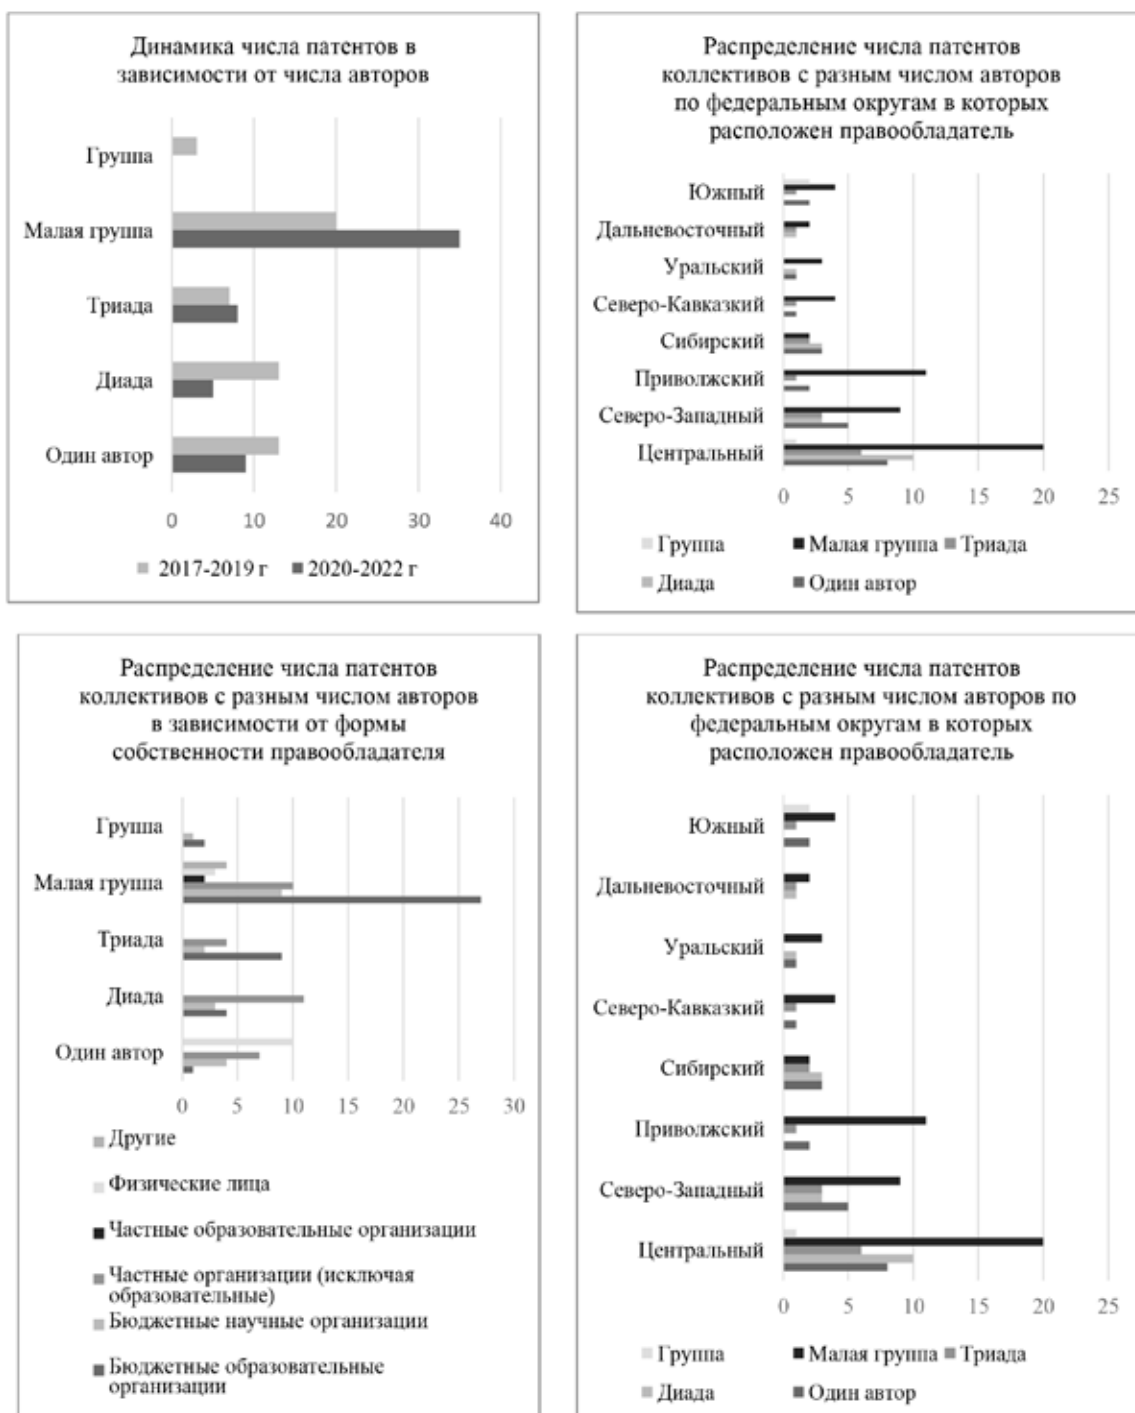 Динамика числа патентов в
зависимости от числа авторов
Группа
Малая группа
Триада
Диада
Один автор
0 10 20 30 40
2017-2019 г 2020-2022 г
Распределение числа патентов
коллективов с разным числом авторов
по федеральным округам в которых
расположен правообладатель
Южный
Дальневосточный
Уральский
Северо-Кавказкий
Сибирский
Приволжский
Северо-Западный
Центральный
0 5 10 15 20 25
Группа Малая группа Триада
Диада Один автор
Распределение числа патентов
коллективов с разным числом авторов
в зависимости от формы
собственности правообладателя
Группа
Малая группа
Триада
Диада
Один автор
0 5 10 15 20 25 30
Другие
Физические лица
Частные образовательные организации
Частные организации (исключая
образовательные)
Бюджетные научные организации
Бюджетные образовательные
организации
Распределение числа патентов
коллективов с разным числом авторов по
федеральным округам в которых
расположен правообладатель
Южный
Дальневосточный
Уральский
Северо-Кавказкий
Сибирский
Приволжский
Северо-Западный
Центральный
0 5 10 15 20 25
Группа Малая группа Триада
Диада Один автор